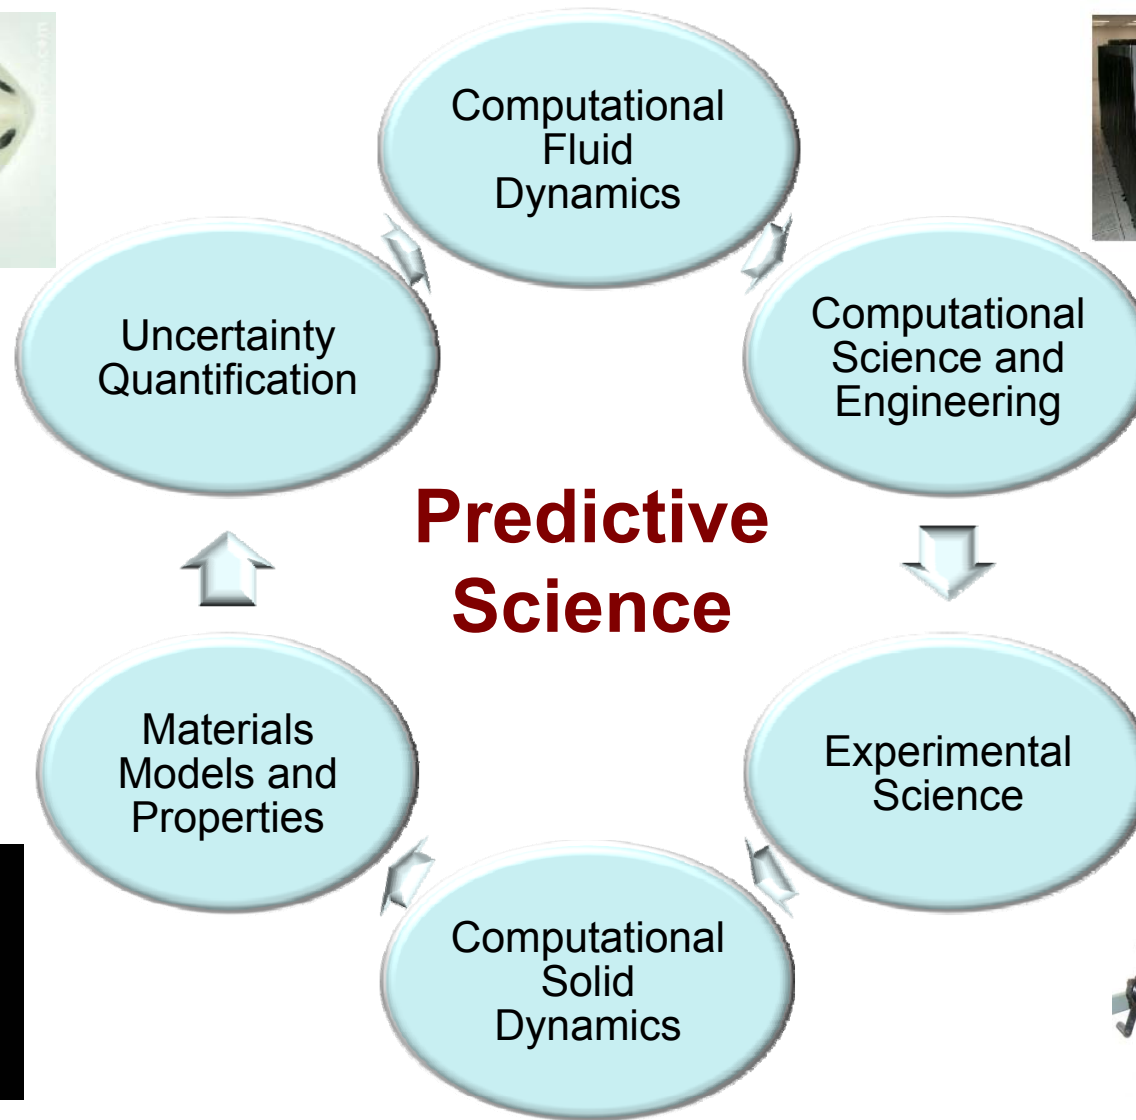 Computational
Fluid
Dynamics
Computational
Science and
Engineering
Experimental
Science
Computational
Solid
Dynamics
Materials
Models and
Properties
Uncertainty
Quantification
Predictive
Science